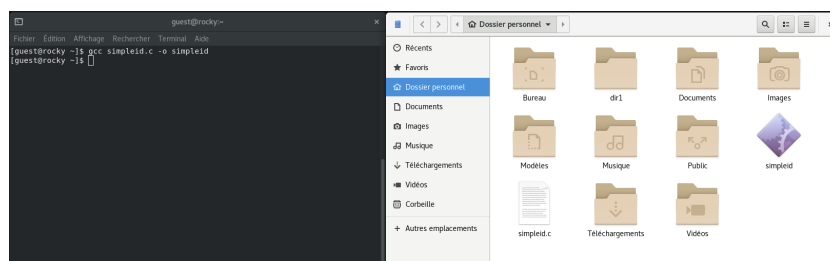 guest@rocky:~
Fichier Édition Affichage Rechercher Terminal Aide
[guest@rocky ~]$ gcc simpleid.c -o simpleid
[guest@rocky ~]$
Dossier personnel
Récents
Favoris
Dossier personnel
Documents
Images
Musique
Téléchargements
Vidéos
Corbeille
+ Autres emplacements
Bureau dir1 Documents Images
Modèles Musique Public simpleid
simpleid.c Téléchargements Vidéos